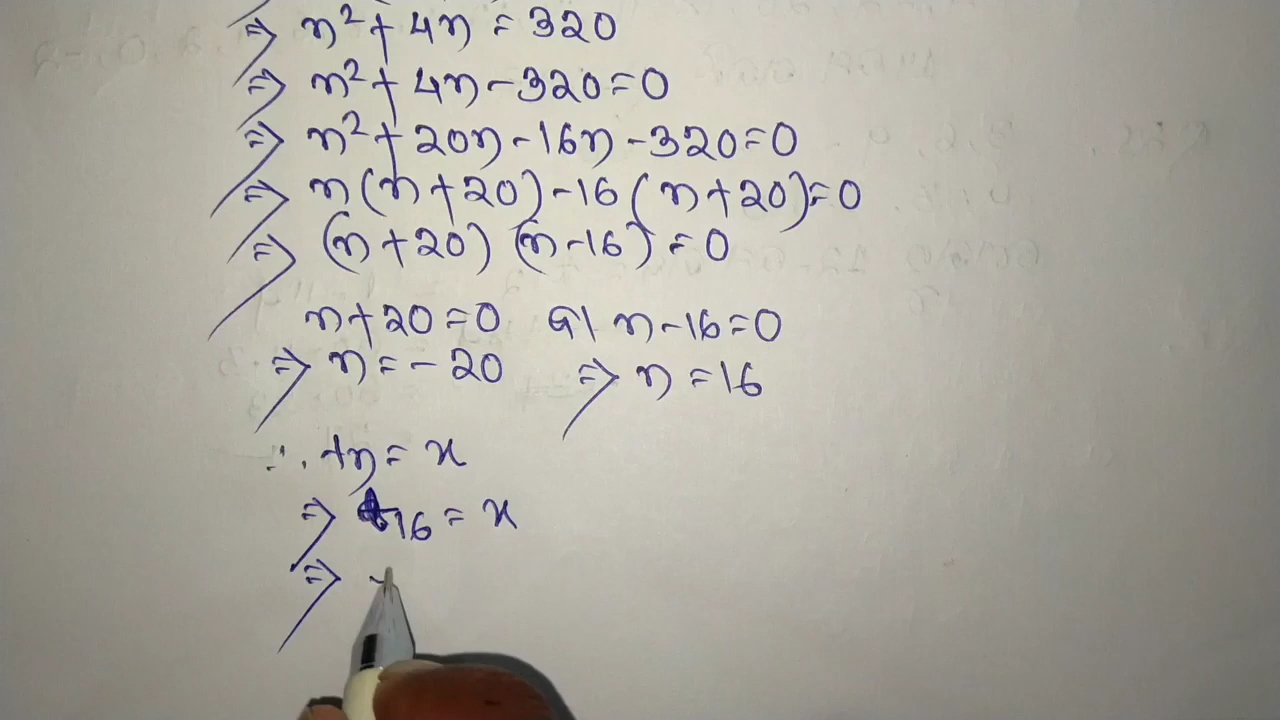 ⇒ n² + 4n = 320
⇒ n² + 4n - 320 = 0
⇒ n² + 20n - 16n - 320 = 0
⇒ n(n + 20) - 16(n + 20) = 0
⇒ (n + 20) (n - 16) = 0
n + 20 = 0 वा n - 16 = 0
⇒ n = - 20 ⇒ n = 16
∴ tn = x
⇒ t16 = x
⇒